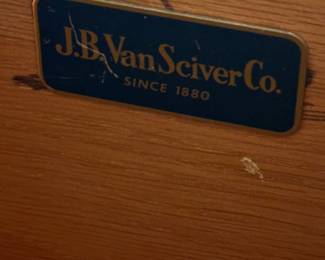 J.B. Van Sciver Co.
SINCE 1880